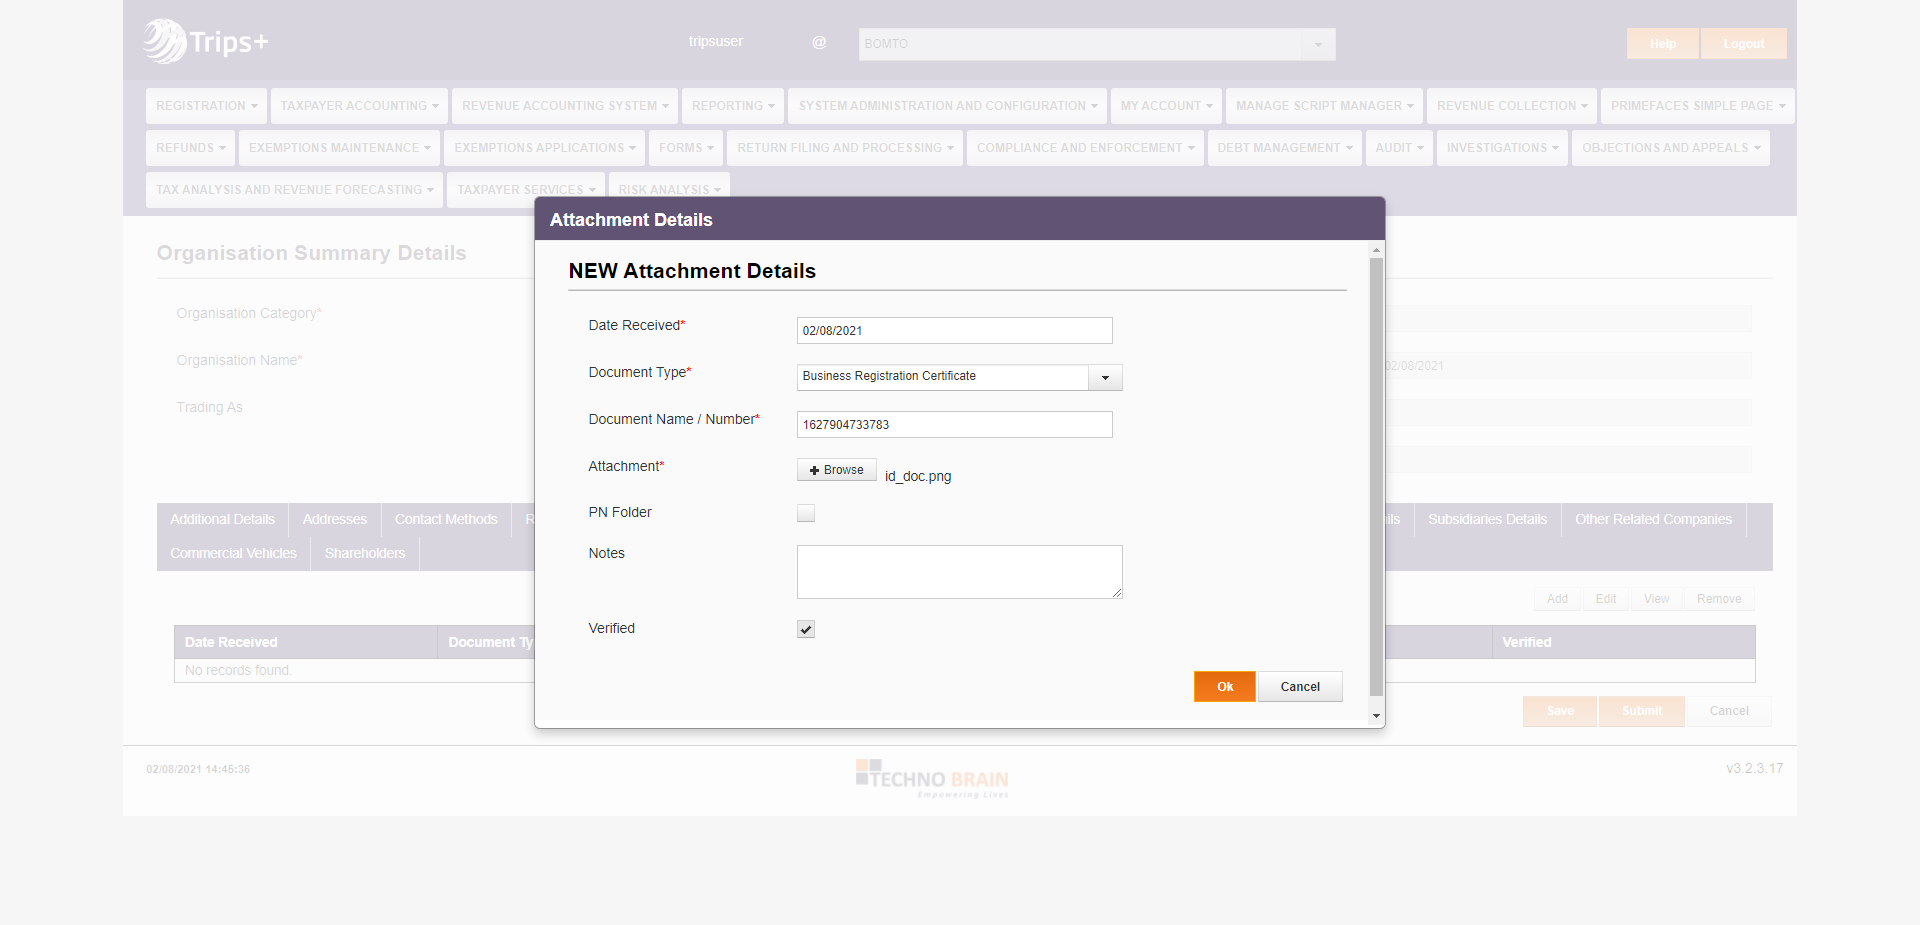 Trips+
tripsuser @ BOMTO Help Logout
REGISTRATION TAXPAYER ACCOUNTING REVENUE ACCOUNTING SYSTEM REPORTING SYSTEM ADMINISTRATION AND CONFIGURATION MY ACCOUNT MANAGE SCRIPT MANAGER REVENUE COLLECTION PRIMEFACES SIMPLE PAGE
REFUNDS EXEMPTIONS MAINTENANCE EXEMPTIONS APPLICATIONS FORMS RETURN FILING AND PROCESSING COMPLIANCE AND ENFORCEMENT DEBT MANAGEMENT AUDIT INVESTIGATIONS OBJECTIONS AND APPEALS
TAX ANALYSIS AND REVENUE FORECASTING TAXPAYER SERVICES RISK ANALYSIS
Organisation Summary Details
Organisation Category*
Organisation Name* 02/08/2021
Trading As
Attachment Details
NEW Attachment Details
Date Received* 02/08/2021
Document Type* Business Registration Certificate
Document Name / Number* 1627904733783
Attachment* Browse id_doc.png
PN Folder
Notes
Verified
Ok Cancel
Additional Details Addresses Contact Methods Subsidiaries Details Other Related Companies
Commercial Vehicles Shareholders
Add Edit View Remove
Date Received Document Ty Verified
No records found.
Save Submit Cancel
02/08/2021 14:45:36 TECHNO BRAIN v3.2.3.17
Empowering Lives